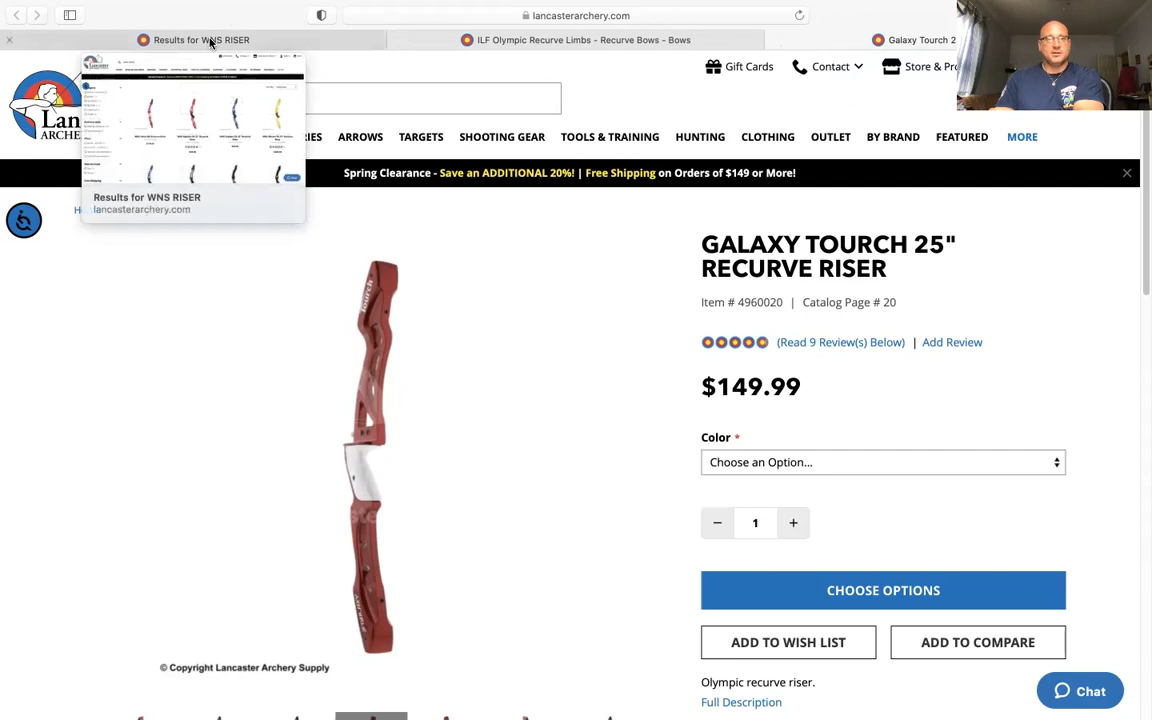 lancasterarchery.com
Results for WNS RISER
ILF Olympic Recurve Limbs - Recurve Bows - Bows
Galaxy Tourch 2
Gift Cards
Contact
Store & Pr
Lan
ARCHE
RIES
ARROWS
TARGETS
SHOOTING GEAR
TOOLS & TRAINING
HUNTING
CLOTHING
OUTLET
BY BRAND
FEATURED
MORE
Spring Clearance - Save an ADDITIONAL 20%! | Free Shipping on Orders of $149 or More!
Results for WNS RISER
lancasterarchery.com
GALAXY TOURCH 25"
RECURVE RISER
Item # 4960020 | Catalog Page # 20
(Read 9 Review(s) Below) | Add Review
$149.99
Color *
Choose an Option...
− 1 +
CHOOSE OPTIONS
ADD TO WISH LIST
ADD TO COMPARE
Olympic recurve riser.
Full Description
Chat
Tourch
© Copyright Lancaster Archery Supply